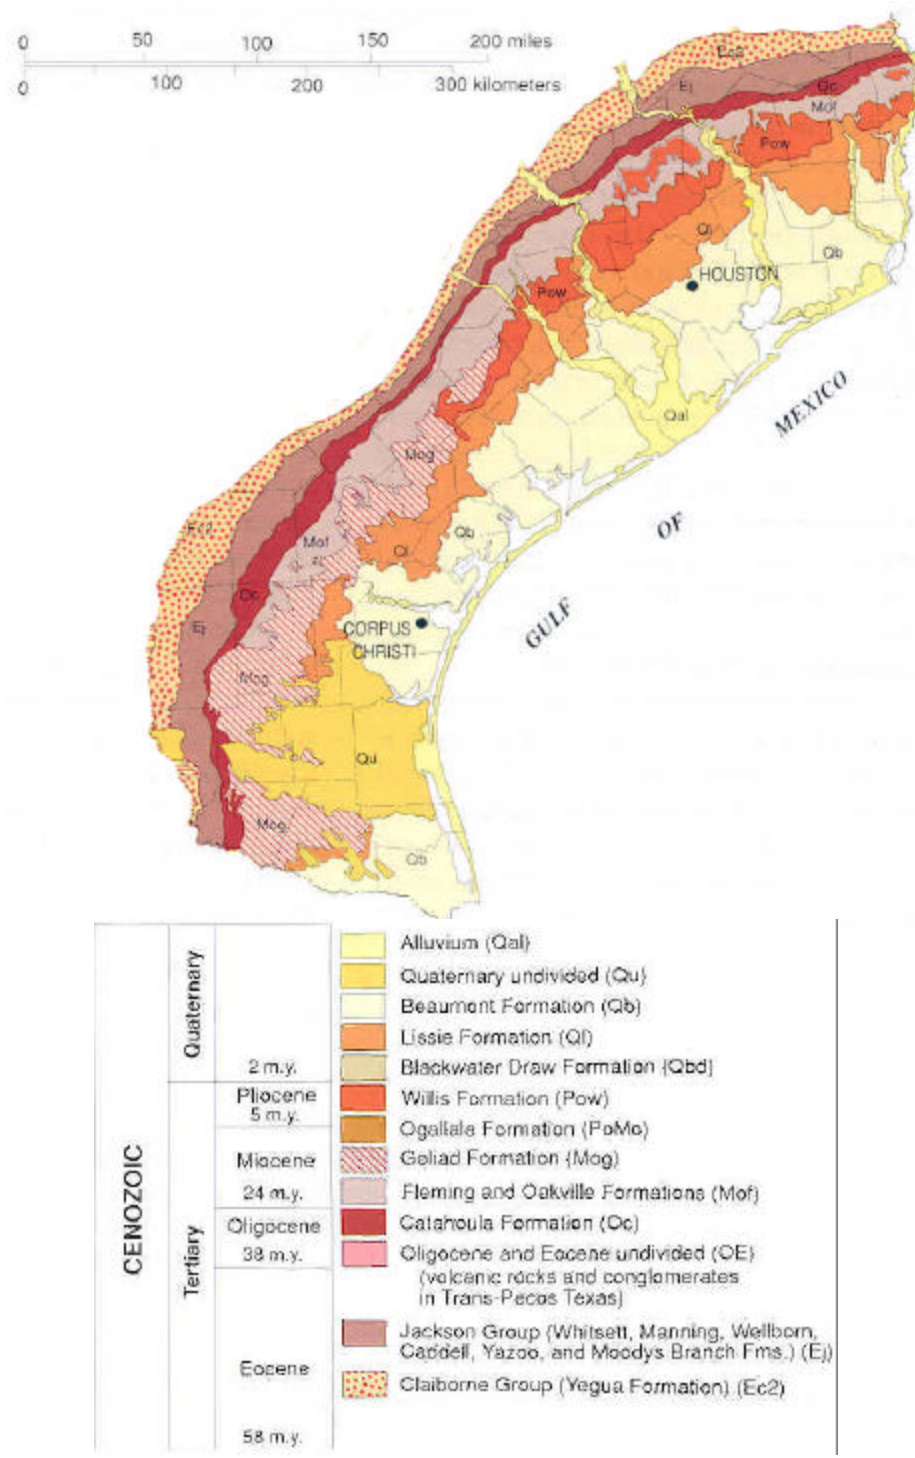 0 50 100 150 200 miles
0 100 200 300 kilometers
Ec2
Ej
Oc
Mof
Pow
Ql
Qb
HOUSTON
Pow
MEXICO
Qal
Mog
OF
Ec2
Qb
Mof
Ql
Oc
GULF
CORPUS
CHRISTI
Ej
Mog
Qu
Mog
Qb
CENOZOIC
Quaternary
2 m.y.
Tertiary
Pliocene
5 m.y.
Miocene
24 m.y.
Oligocene
38 m.y.
Eocene
58 m.y.
Alluvium (Qal)
Quaternary undivided (Qu)
Beaumont Formation (Qb)
Lissie Formation (Ql)
Blackwater Draw Formation (Qbd)
Willis Formation (Pow)
Ogallala Formation (PoMo)
Goliad Formation (Mog)
Fleming and Oakville Formations (Mof)
Catahoula Formation (Oc)
Oligocene and Eocene undivided (OE)
(volcanic rocks and conglomerates
in Trans-Pecos Texas)
Jackson Group (Whitsett, Manning, Wellborn,
Caddell, Yazoo, and Moodys Branch Fms.) (Ej)
Claiborne Group (Yegua Formation) (Ec2)